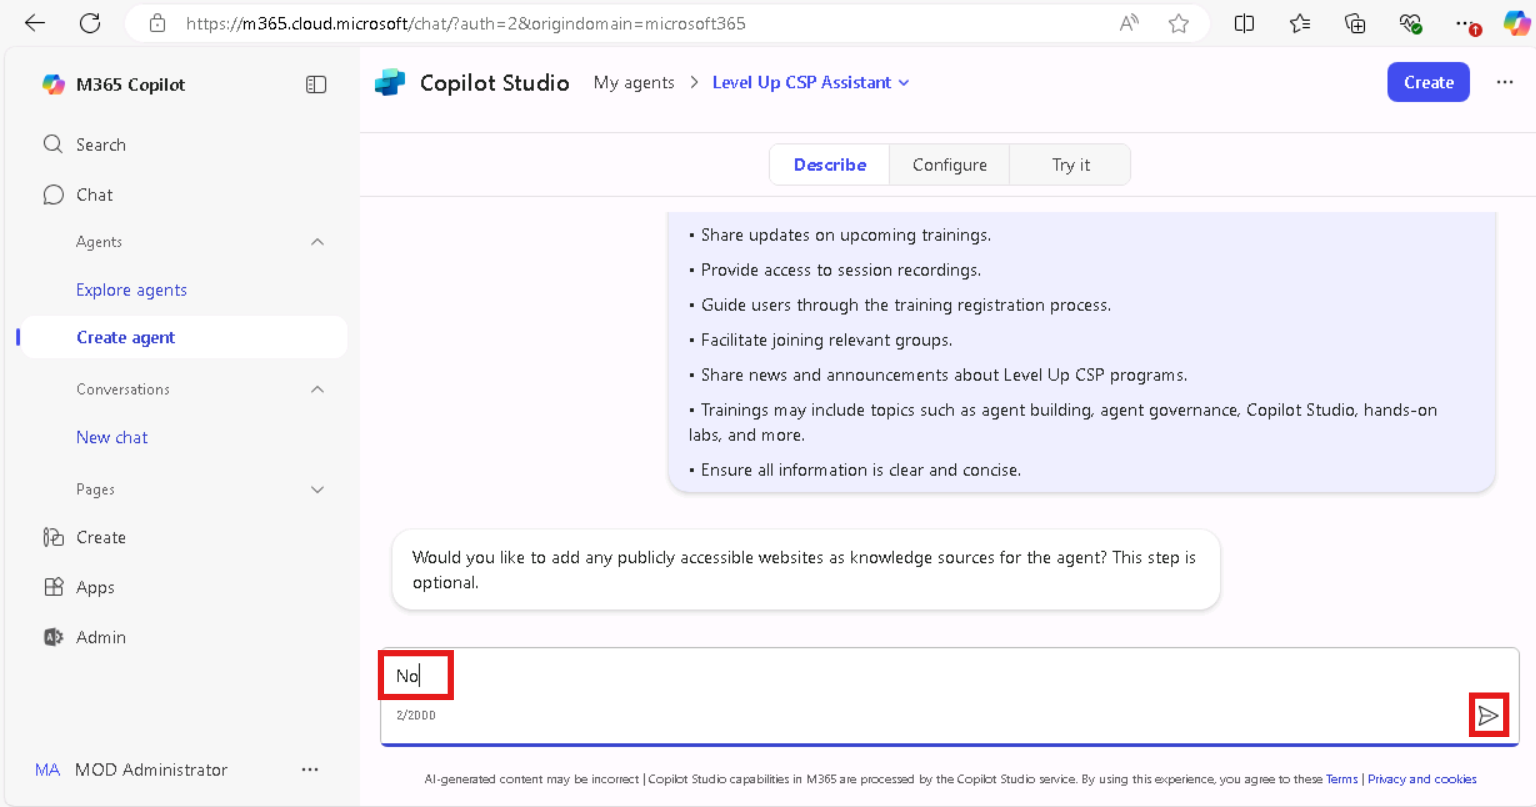 https://m365.cloud.microsoft/chat/?auth=2&origindomain=microsoft365
M365 Copilot
Search
Chat
Agents
Explore agents
Create agent
Conversations
New chat
Pages
Create
Apps
Admin
MA MOD Administrator
Copilot Studio My agents > Level Up CSP Assistant
Create
Describe Configure Try it
• Share updates on upcoming trainings.
• Provide access to session recordings.
• Guide users through the training registration process.
• Facilitate joining relevant groups.
• Share news and announcements about Level Up CSP programs.
• Trainings may include topics such as agent building, agent governance, Copilot Studio, hands-on
labs, and more.
• Ensure all information is clear and concise.
Would you like to add any publicly accessible websites as knowledge sources for the agent? This step is
optional.
No
2/2000
AI-generated content may be incorrect | Copilot Studio capabilities in M365 are processed by the Copilot Studio service. By using this experience, you agree to these Terms | Privacy and cookies